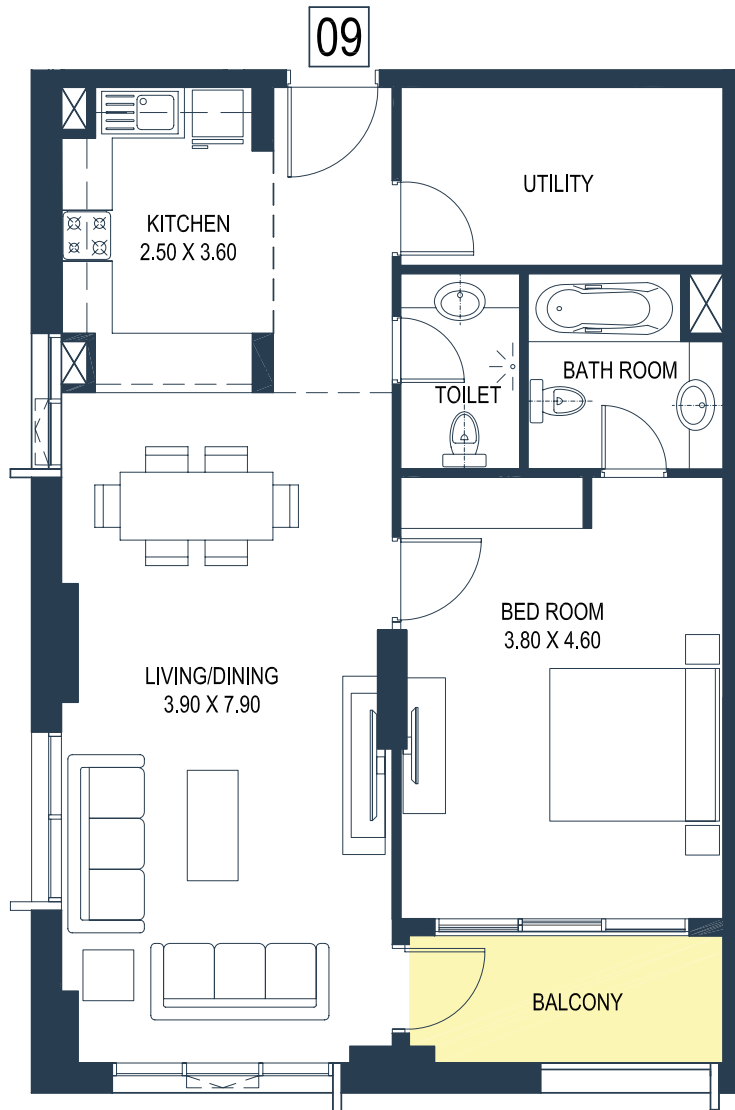 09
UTILITY
KITCHEN
2.50 X 3.60
BATH ROOM
TOILET
BED ROOM
3.80 X 4.60
LIVING/DINING
3.90 X 7.90
BALCONY